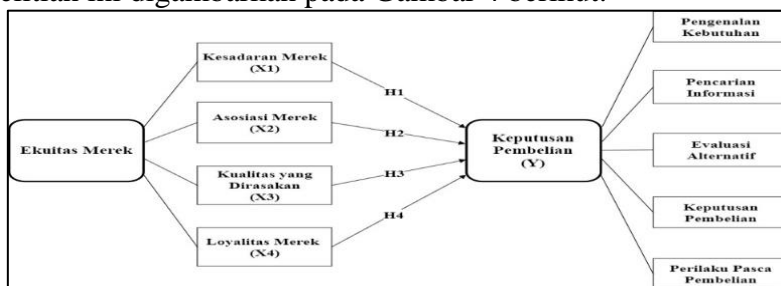 Ekuitas Merek
Kesadaran Merek
(X1)
Asosiasi Merek
(X2)
Kualitas yang
Dirasakan
(X3)
Loyalitas Merek
(X4)
H1
H2
H3
H4
Keputusan
Pembelian
(Y)
Pengenalan
Kebutuhan
Pencarian
Informasi
Evaluasi
Alternatif
Keputusan
Pembelian
Perilaku Pasca
Pembelian